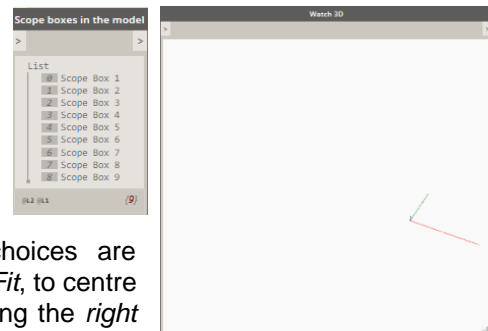 Scope boxes in the model
> >
List
0 Scope Box 1
1 Scope Box 2
2 Scope Box 3
3 Scope Box 4
4 Scope Box 5
5 Scope Box 6
6 Scope Box 7
7 Scope Box 8
8 Scope Box 9
@L2 @L1 {9}
Watch 3D
> >
choices are
Fit, to centre
ng the right